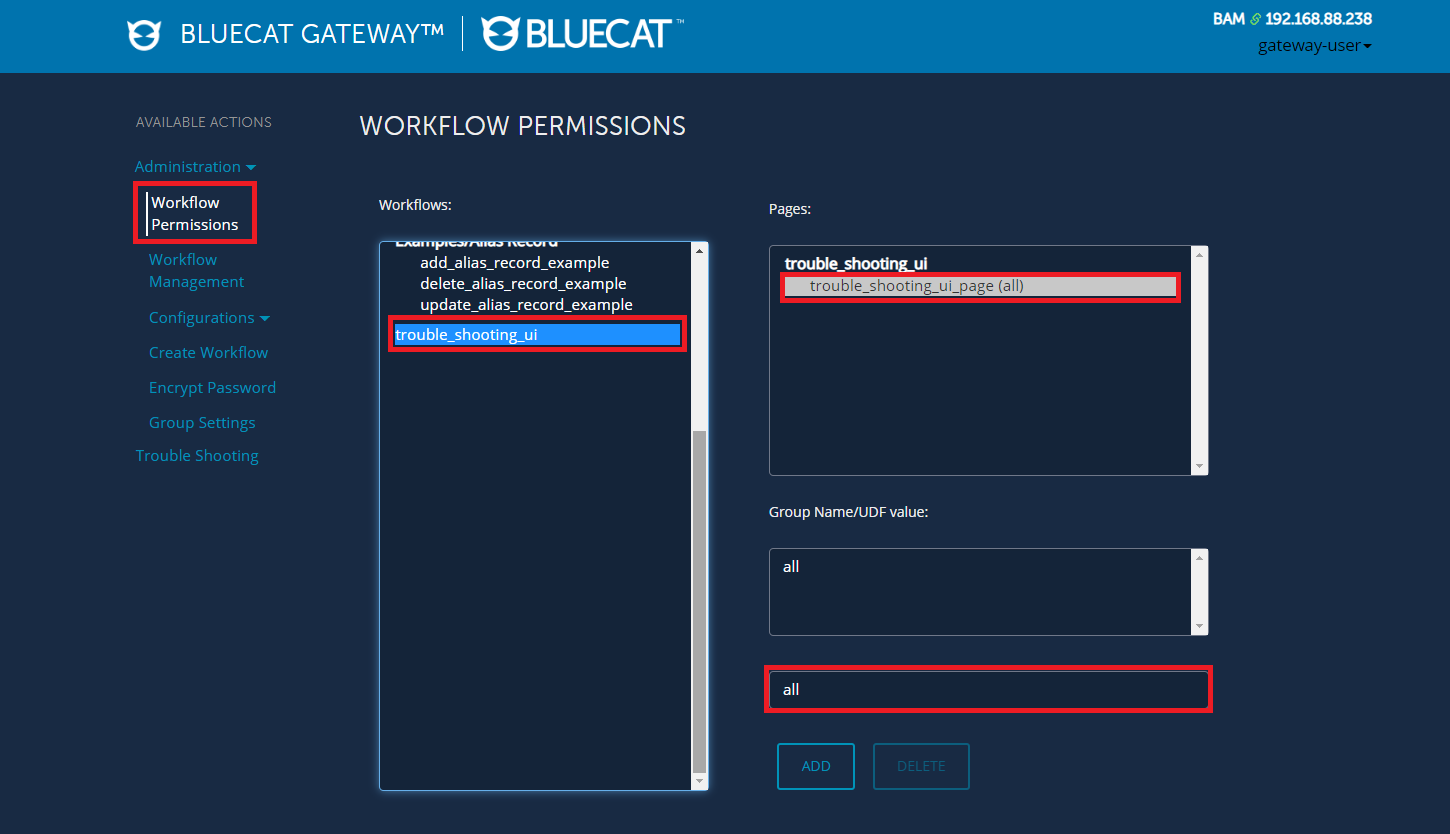 BLUECAT GATEWAY™
BLUECAT™
BAM 192.168.88.238
gateway-user
AVAILABLE ACTIONS
Administration
Workflow
Permissions
Workflow
Management
Configurations
Create Workflow
Encrypt Password
Group Settings
Trouble Shooting
WORKFLOW PERMISSIONS
Workflows:
Examples/Alias Record
add_alias_record_example
delete_alias_record_example
update_alias_record_example
trouble_shooting_ui
Pages:
trouble_shooting_ui
trouble_shooting_ui_page (all)
Group Name/UDF value:
all
all
ADD
DELETE